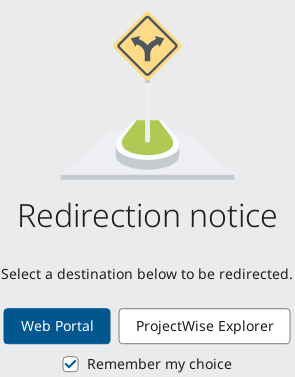 Redirection notice
Select a destination below to be redirected.
Web Portal
ProjectWise Explorer
Remember my choice